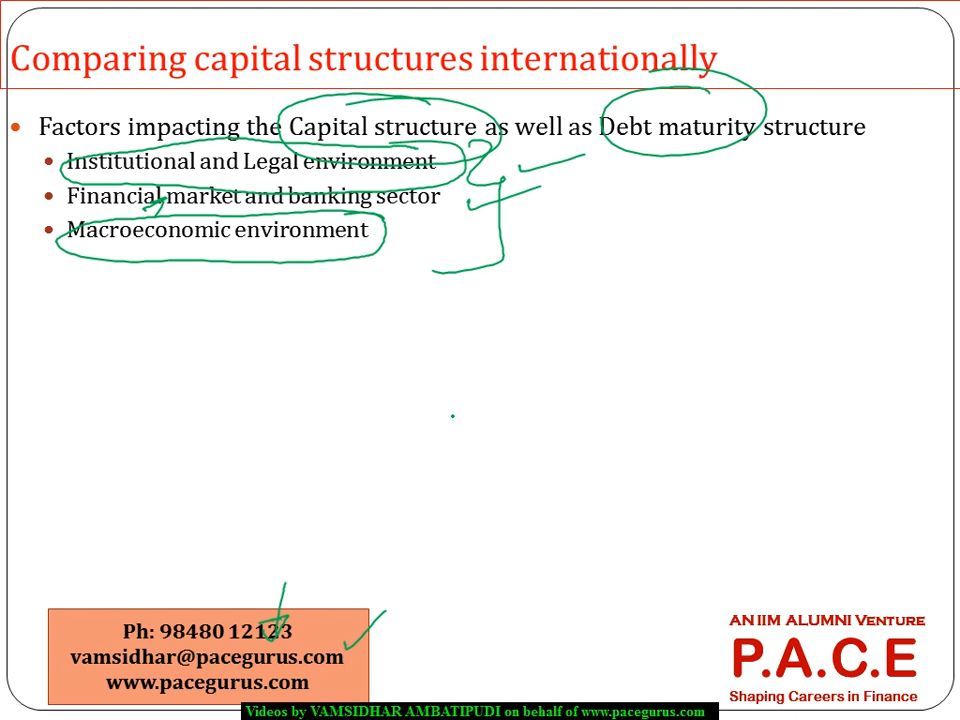 Comparing capital structures internationally
Factors impacting the Capital structure as well as Debt maturity structure
Institutional and Legal environment
Financial market and banking sector
Macroeconomic environment
Ph: 98480 12123
vamsidhar@pacegurus.com
www.pacegurus.com
AN IIM ALUMNI VENTURE
P.A.C.E
Shaping Careers in Finance
Videos by VAMSIDHAR AMBATIPUDI on behalf of www.pacegurus.com